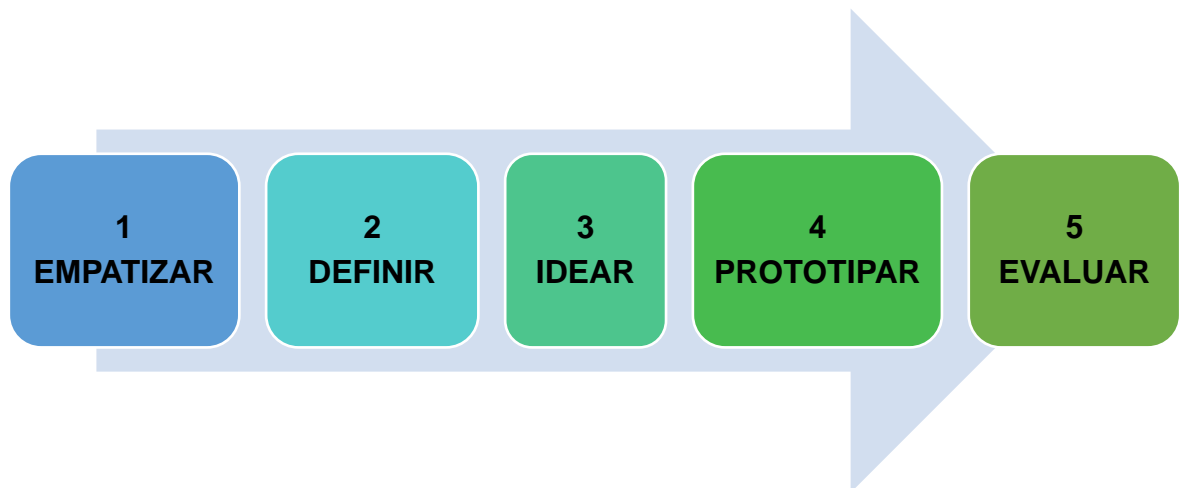 1
EMPATIZAR
2
DEFINIR
3
IDEAR
4
PROTOTIPAR
5
EVALUAR